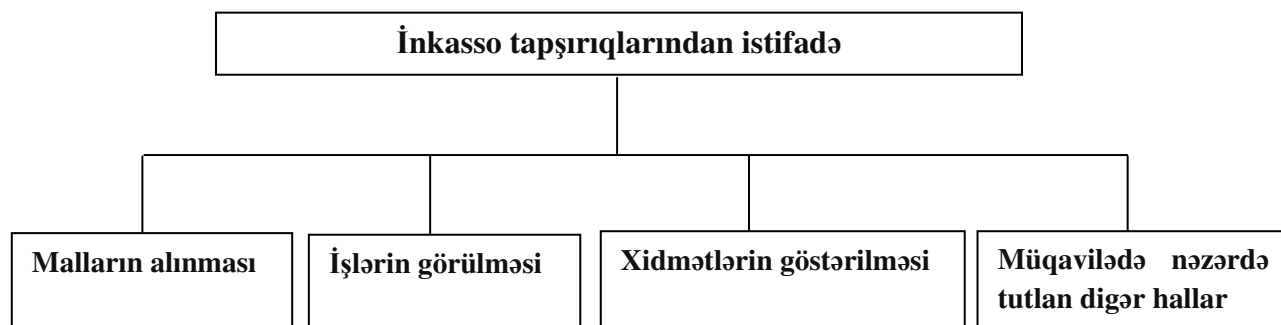 İnkasso tapşırıqlarından istifadə
Malların alınması
İşlərin görülməsi
Xidmətlərin göstərilməsi
Müqavilədə nəzərdə
tutlan digər hallar